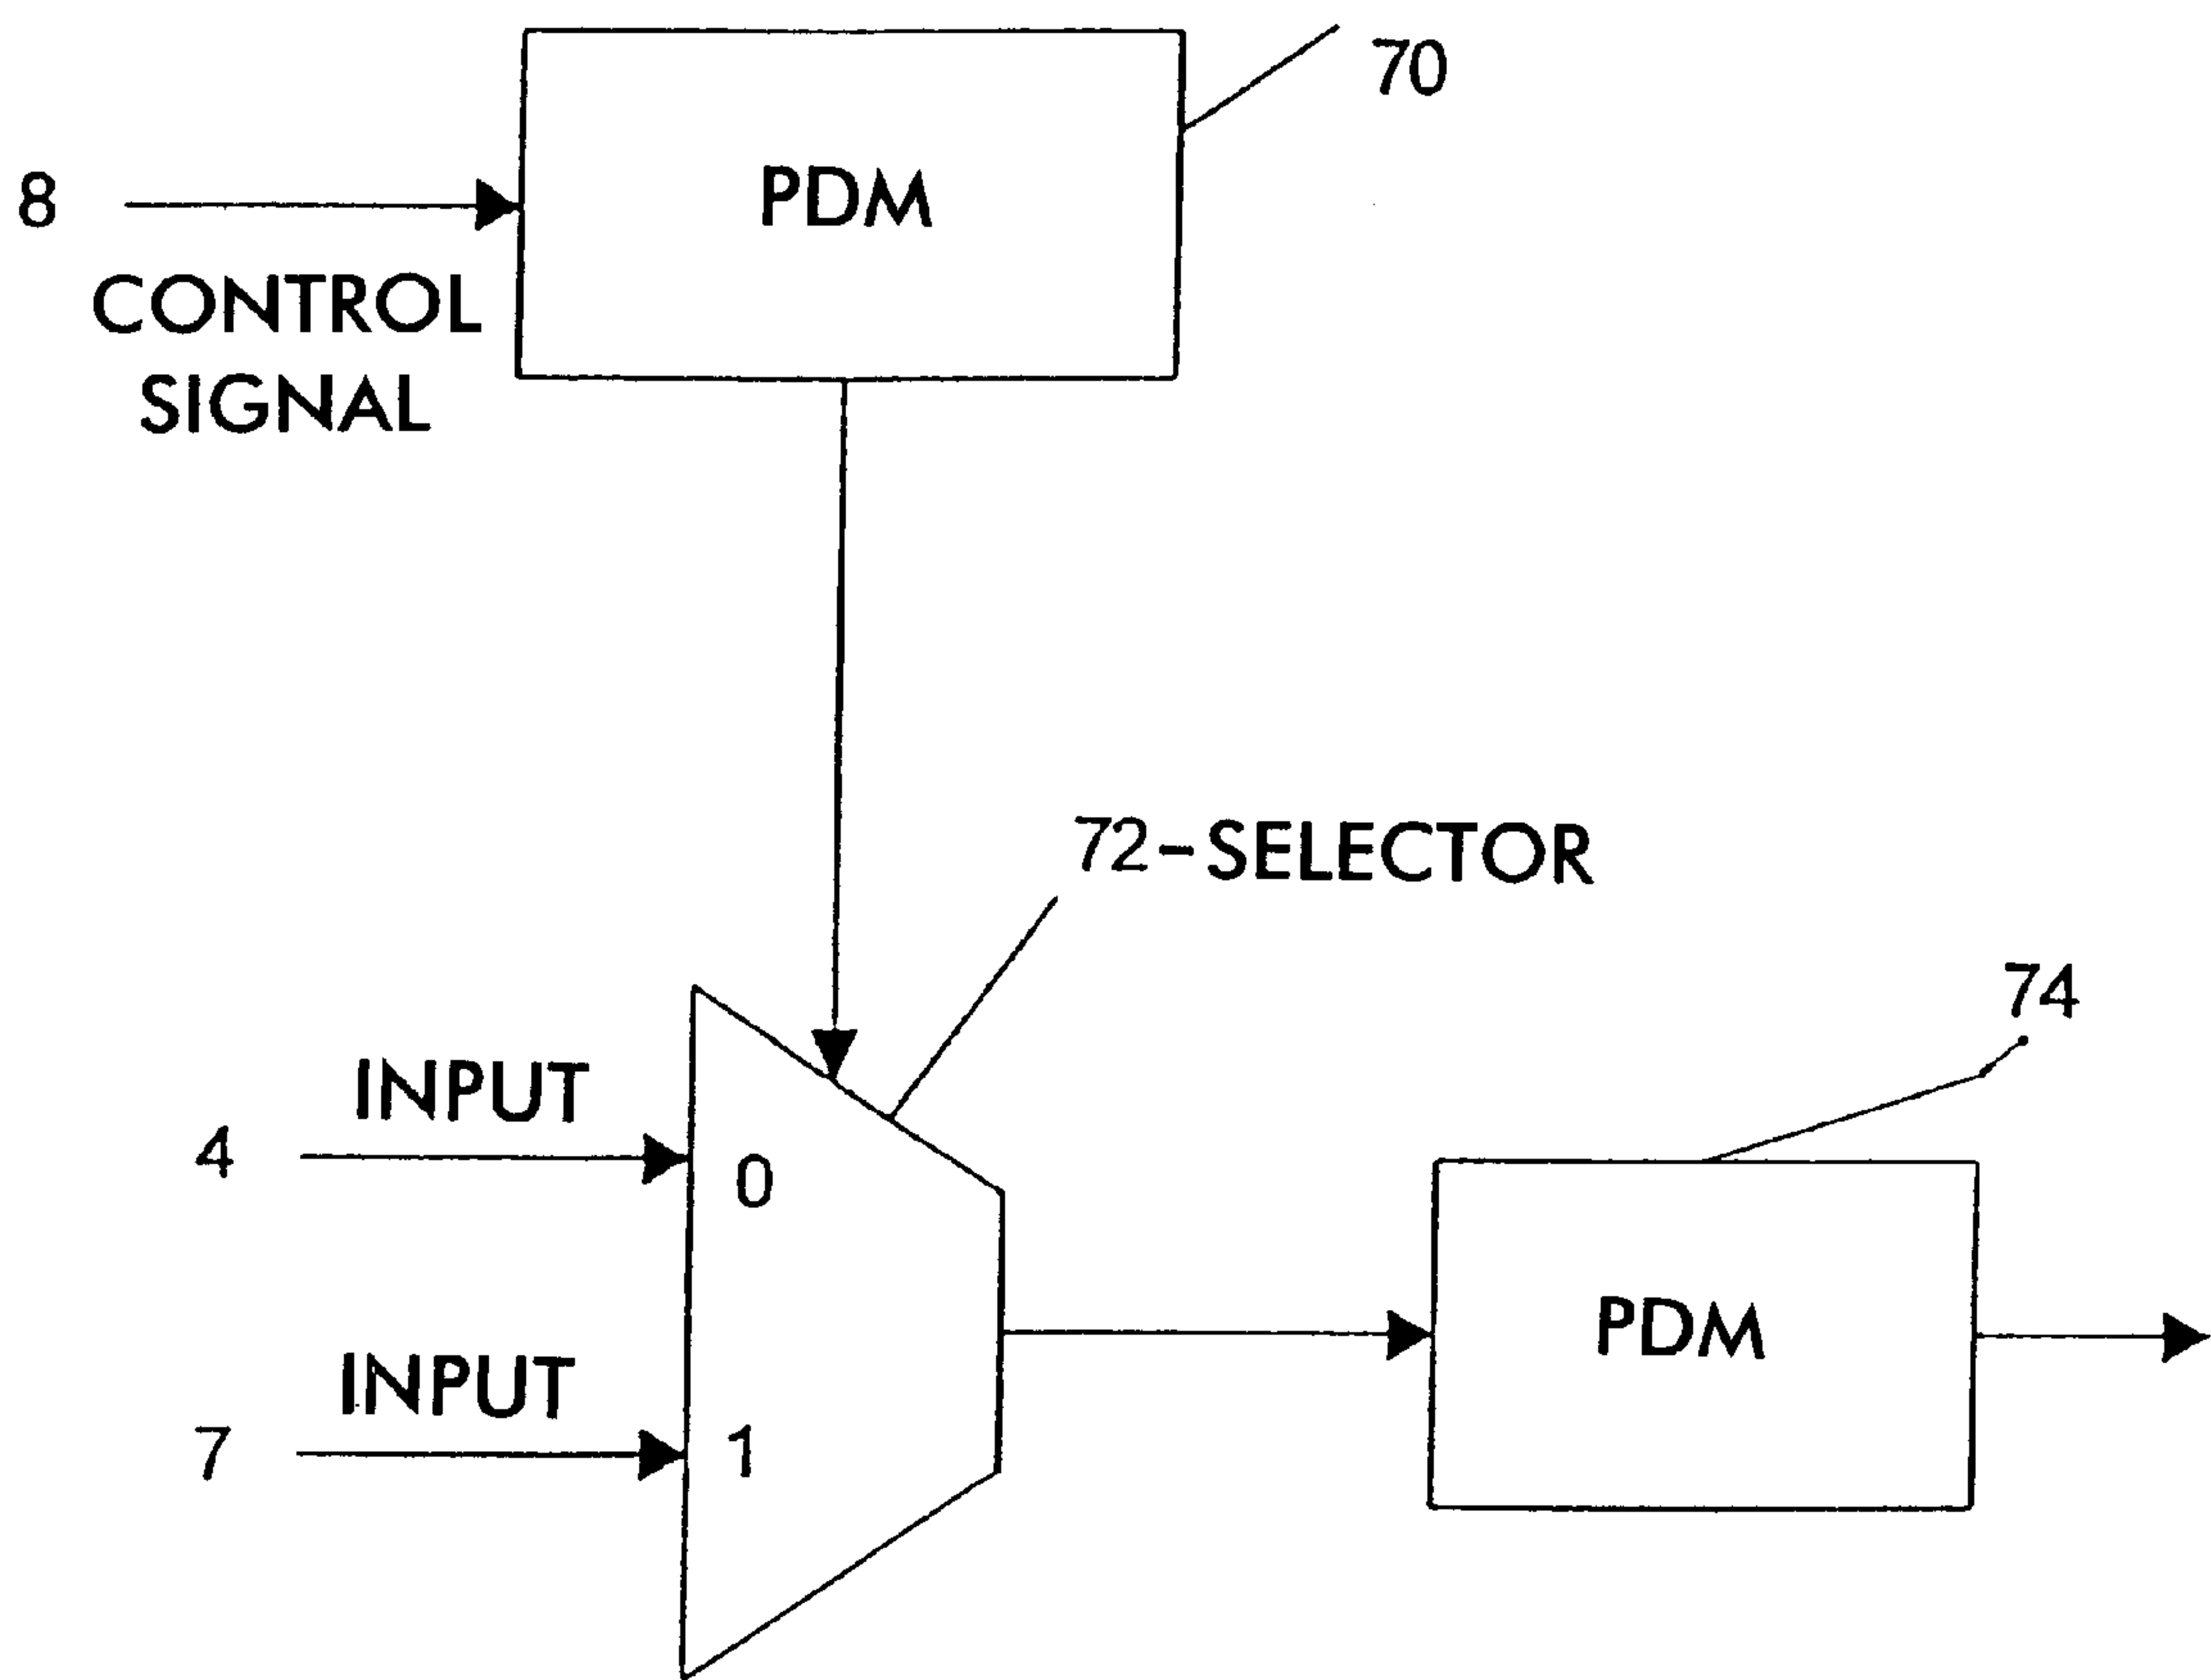 70
PDM
8
CONTROL
SIGNAL
72-SELECTOR
74
INPUT
4
0
PDM
INPUT
7
1